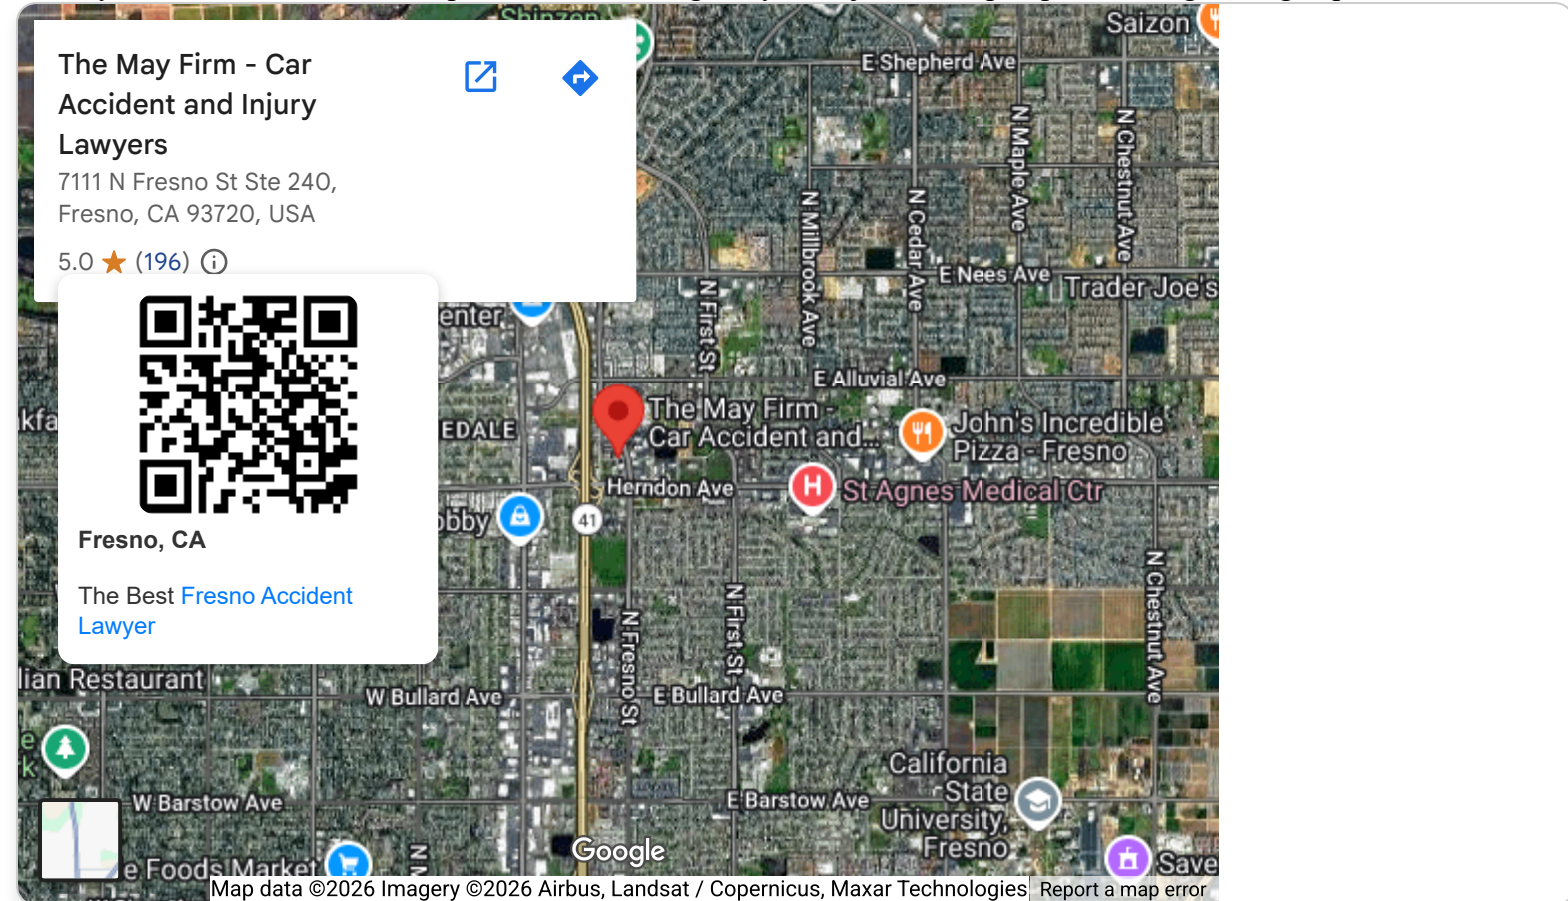 Shinzen
Saizon
The May Firm - Car
Accident and Injury
Lawyers
7111 N Fresno St Ste 240,
Fresno, CA 93720, USA
5.0 (196)
E Shepherd Ave
N Maple Ave
N Chestnut Ave
N Millbrook Ave
N Cedar Ave
E Nees Ave
Trader Joe's
N First St
enter
E Alluvial Ave
The May Firm -
Car Accident and...
John's Incredible
Pizza - Fresno
EDALE
Herndon Ave
St Agnes Medical Ctr
obby
41
Fresno, CA
The Best Fresno Accident
Lawyer
N Chestnut Ave
N First St
N Fresno St
lian Restaurant
W Bullard Ave
E Bullard Ave
California
State
University,
Fresno
W Barstow Ave
E Barstow Ave
Google
e Foods Market
Save
Map data ©2026 Imagery ©2026 Airbus, Landsat / Copernicus, Maxar Technologies
Report a map error